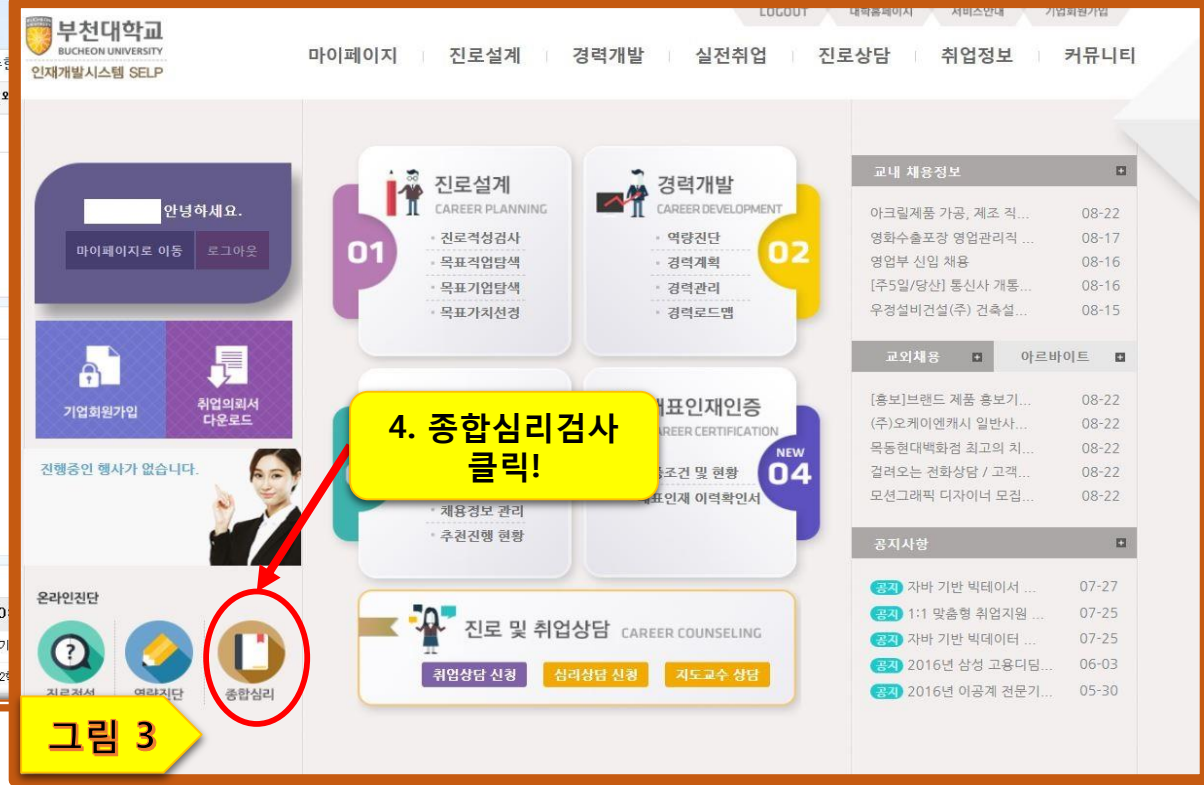 LOGOUT 대학홈페이지 서비스안내 기업회원가입
부천대학교
BUCHEON UNIVERSITY
인재개발시스템 SELP
마이페이지 진로설계 경력개발 실전취업 진로상담 취업정보 커뮤니티
안녕하세요.
마이페이지로 이동 로그아웃
기업회원가입
취업의뢰서
다운로드
진행중인 행사가 없습니다.
온라인진단
진로적성 역량진단 종합심리
01
진로설계
CAREER PLANNING
· 진로적성검사
· 목표직업탐색
· 목표기업탐색
· 목표가치선정
02
경력개발
CAREER DEVELOPMENT
· 역량진단
· 경력계획
· 경력관리
· 경력로드맵
4. 종합심리검사
클릭!
· 채용정보 관리
· 추천진행 현황
대표인재인증
CAREER CERTIFICATION
NEW
04
조건 및 현황
대표인재 이력확인서
진로 및 취업상담 CAREER COUNSELING
취업상담 신청 심리상담 신청 지도교수 상담
교내 채용정보
아크릴제품 가공, 제조 직... 08-22
영화수출포장 영업관리직 ... 08-17
영업부 신입 채용 08-16
[주5일/당산] 통신사 개통... 08-16
우정설비건설(주) 건축설... 08-15
교외채용 아르바이트
[홍보]브랜드 제품 홍보기... 08-22
(주)오케이엔캐시 일반사... 08-22
목동현대백화점 최고의 치... 08-22
걸려오는 전화상담 / 고객... 08-22
모션그래픽 디자이너 모집... 08-22
공지사항
공지 자바 기반 빅테이서 ... 07-27
공지 1:1 맞춤형 취업지원 ... 07-25
공지 자바 기반 빅데이터 ... 07-25
공지 2016년 삼성 고용디딤... 06-03
공지 2016년 이공계 전문기... 05-30
그림 3